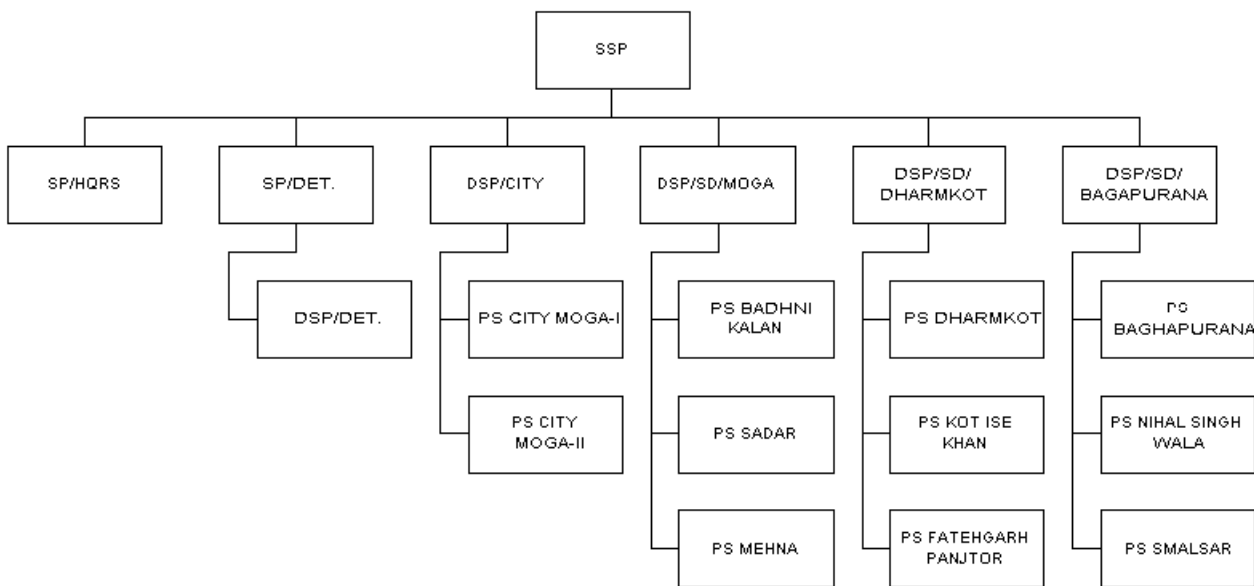 SSP
SP/HQRS
SP/DET.
DSP/CITY
DSP/SD/MOGA
DSP/SD/
DHARMKOT
DSP/SD/
BAGAPURANA
DSP/DET.
PS CITY MOGA-I
PS BADHNI
KALAN
PS DHARMKOT
PS
BAGHAPURANA
PS CITY
MOGA-II
PS SADAR
PS KOT ISE
KHAN
PS NIHAL SINGH
WALA
PS MEHNA
PS FATEHGARH
PANJTOR
PS SMALSAR